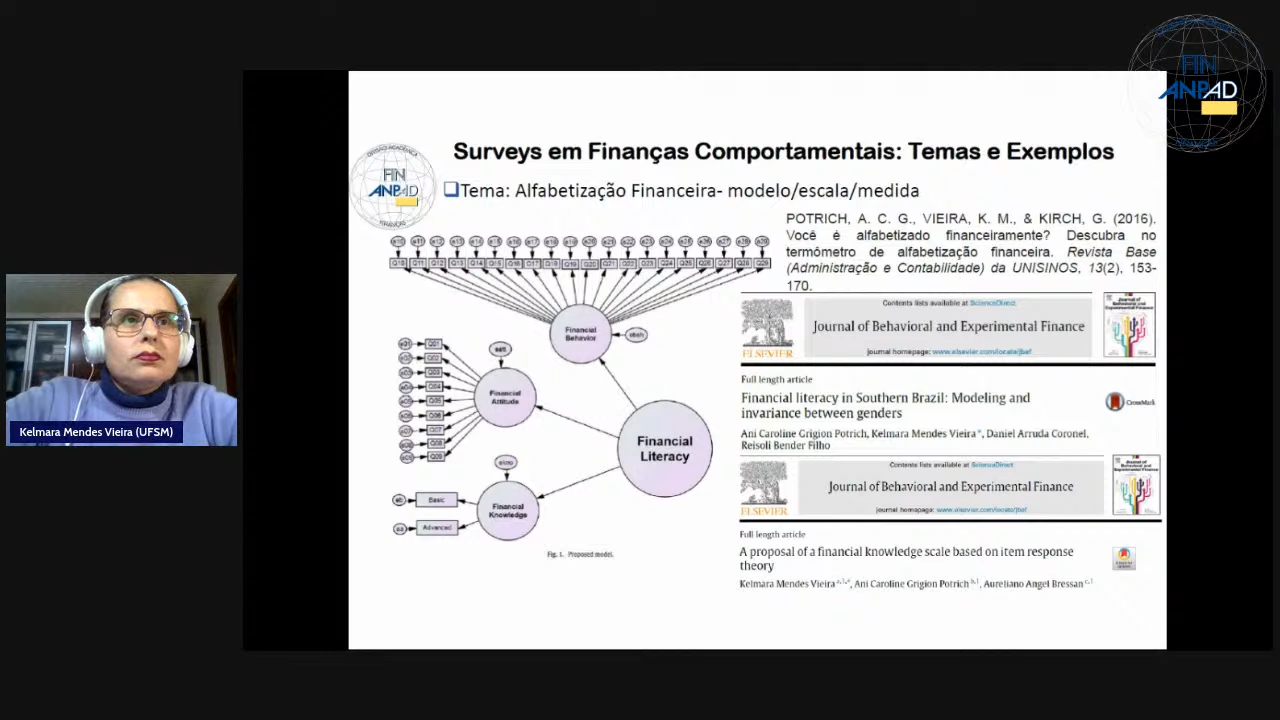 FIN
ANPAD
Surveys em Finanças Comportamentais: Temas e Exemplos
FIN
ANPAD
Tema: Alfabetização Financeira- modelo/escala/medida
POTRICH, A. C. G., VIEIRA, K. M., & KIRCH, G. (2016).
Você é alfabetizado financeiramente? Descubra no
termômetro de alfabetização financeira. Revista Base
(Administração e Contabilidade) da UNISINOS, 13(2), 153-
170.
Financial
Behavior
Financial
Attitude
Financial
Literacy
Financial
Knowledge
Basic
Advanced
Fig. 1. Proposed model.
Contents lists available at ScienceDirect
Journal of Behavioral and Experimental Finance
journal homepage: www.elsevier.com/locate/jbef
ELSEVIER
Full length article
Financial literacy in Southern Brazil: Modeling and
invariance between genders
CrossMark
Ani Caroline Grigion Potrich, Kelmara Mendes Vieira*, Daniel Arruda Coronel,
Reisoli Bender Filho
Contents lists available at ScienceDirect
Journal of Behavioral and Experimental Finance
journal homepage: www.elsevier.com/locate/jbef
ELSEVIER
Full length article
A proposal of a financial knowledge scale based on item response
theory
Kelmara Mendes Vieira, Ani Caroline Grigion Potrich, Aureliano Angel Bressan
Kelmara Mendes Vieira (UFSM)